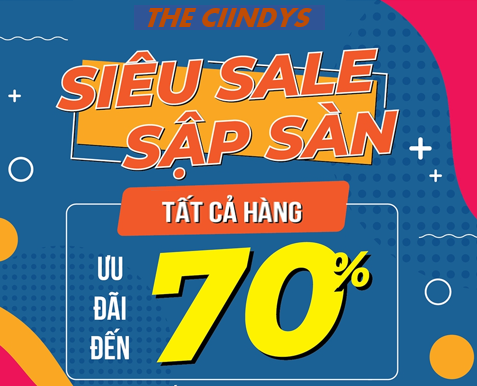 THE CIINDYS
SIÊU SALE
SẬP SÀN
TẤT CẢ HÀNG
ƯU
ĐÃI
ĐẾN
70%